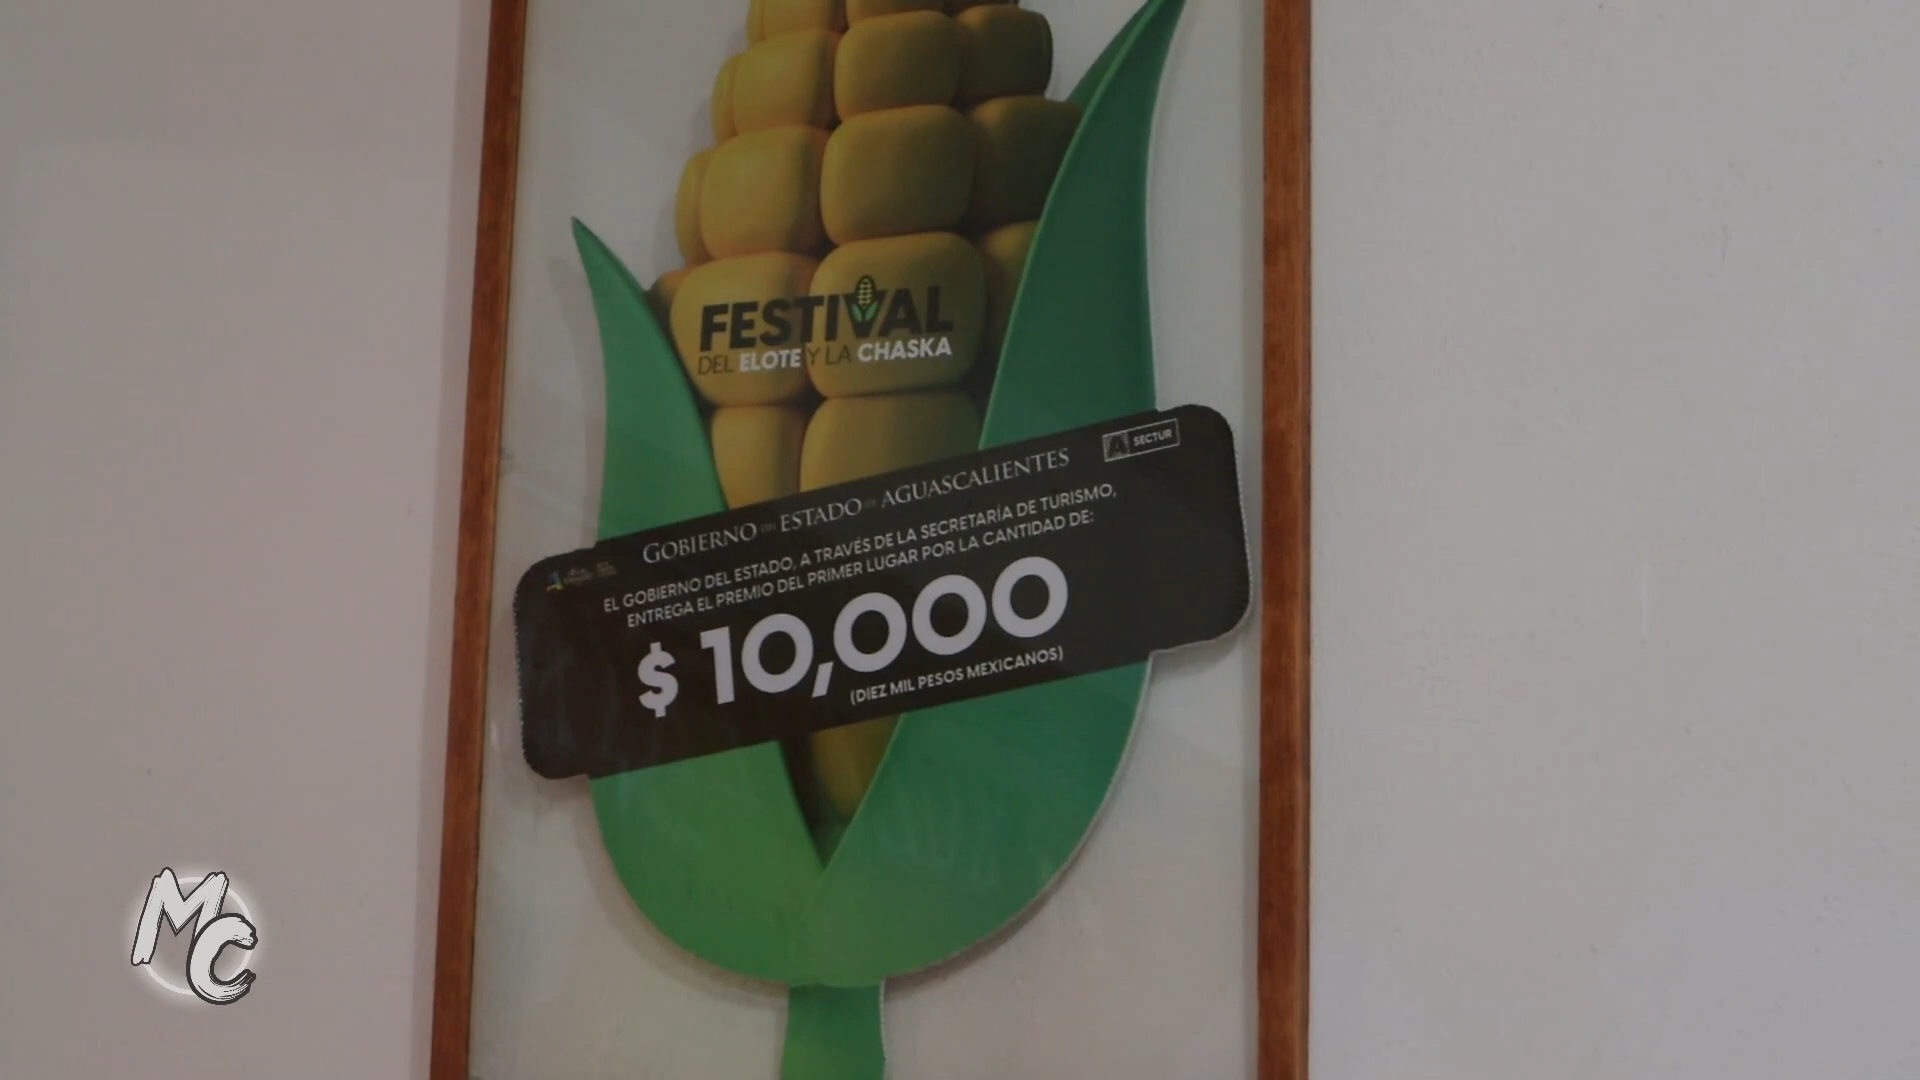 FESTIVAL
DEL ELOTE Y LA CHASKA
SECTUR
GOBIERNO DEL ESTADO DE AGUASCALIENTES
EL GOBIERNO DEL ESTADO, A TRAVÉS DE LA SECRETARÍA DE TURISMO,
ENTREGA EL PREMIO DEL PRIMER LUGAR POR LA CANTIDAD DE:
$ 10,000
(DIEZ MIL PESOS MEXICANOS)
MC